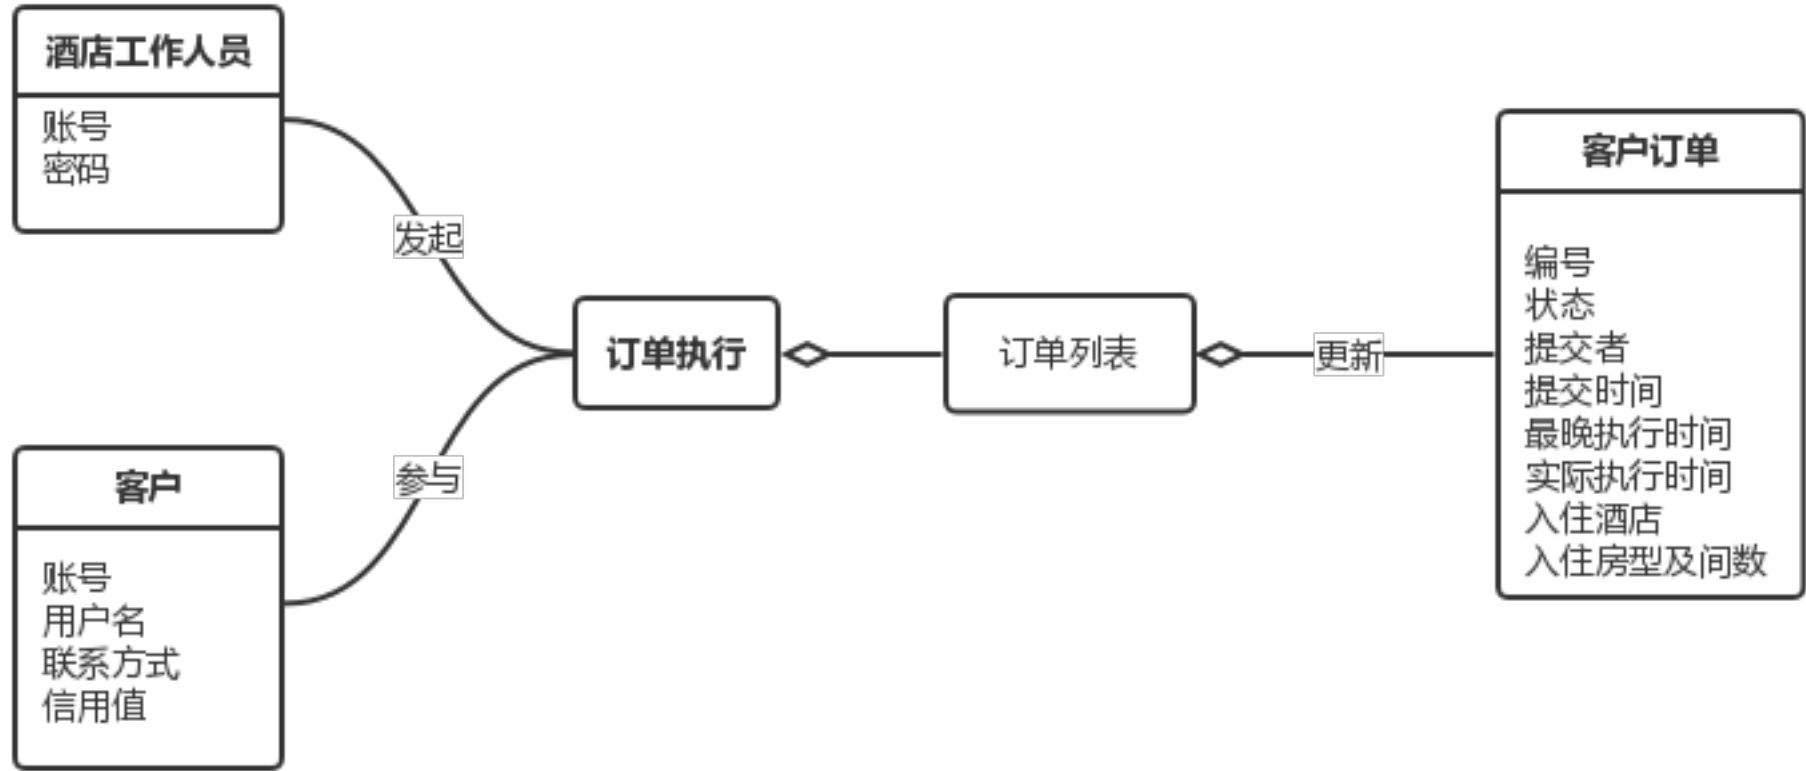 酒店工作人员
账号
密码
发起
客户
账号
用户名
联系方式
信用值
参与
订单执行
订单列表
更新
客户订单
编号
状态
提交者
提交时间
最晚执行时间
实际执行时间
入住酒店
入住房型及间数